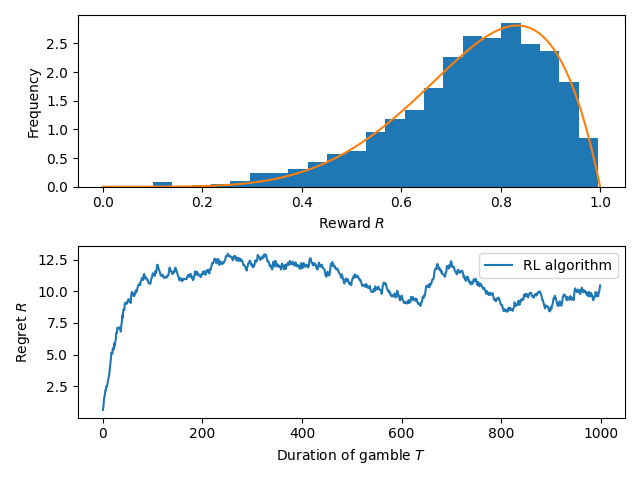 2.5
2.0
1.5
1.0
0.5
0.0
Frequency
0.0 0.2 0.4 0.6 0.8 1.0
Reward R
12.5
10.0
7.5
5.0
2.5
Regret R
RL algorithm
0 200 400 600 800 1000
Duration of gamble T